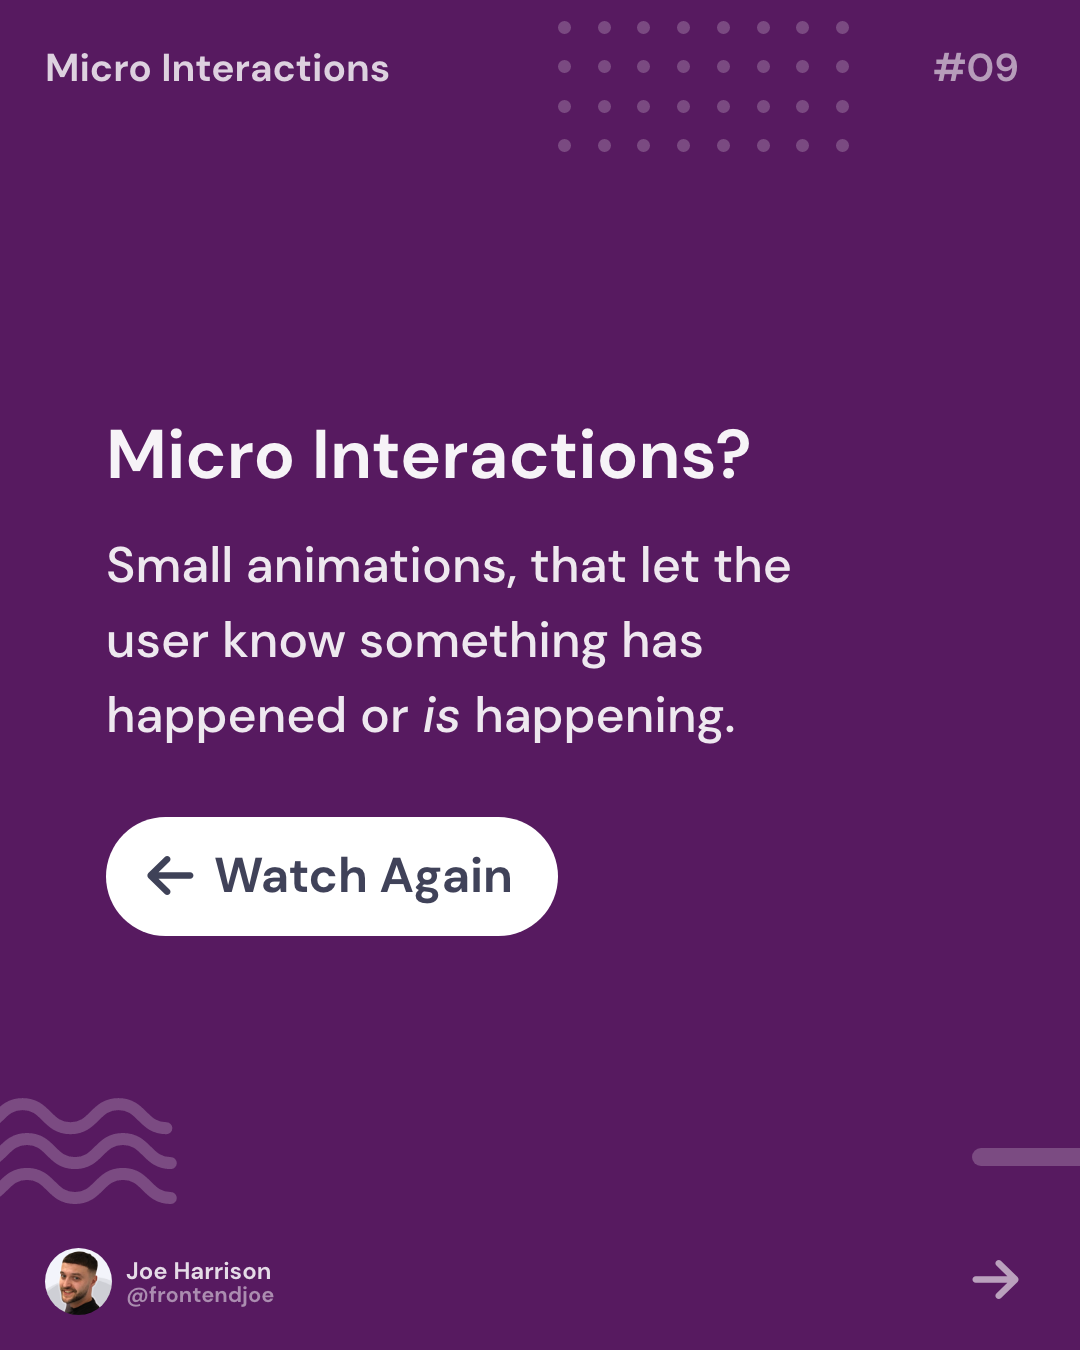 Micro Interactions
#09
Micro Interactions?
Small animations, that let the
user know something has
happened or is happening.
Watch Again
Joe Harrison
@frontendjoe